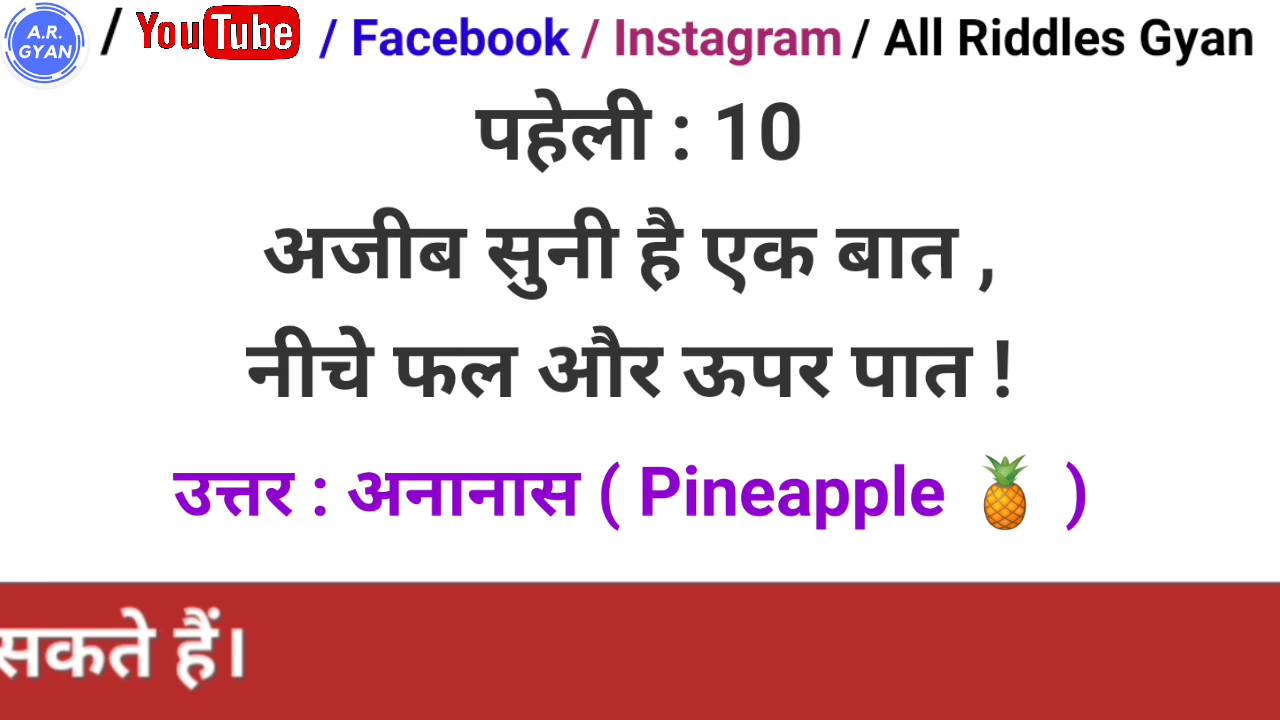 A.R. GYAN / YouTube / Facebook / Instagram / All Riddles Gyan
पहेली : 10
अजीब सुनी है एक बात ,
नीचे फल और ऊपर पात !
उत्तर : अनानास ( Pineapple 🍍 )
सकते हैं।